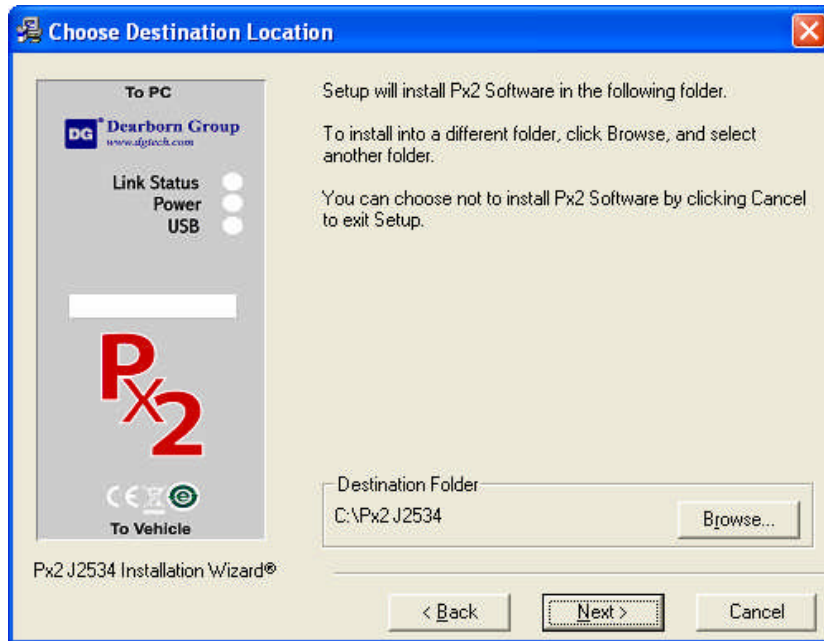 Choose Destination Location
To PC
DG Dearborn Group
www.dgtech.com
Link Status
Power
USB
Px2
CE
To Vehicle
Px2 J2534 Installation Wizard®
Setup will install Px2 Software in the following folder.
To install into a different folder, click Browse, and select
another folder.
You can choose not to install Px2 Software by clicking Cancel
to exit Setup.
Destination Folder
C:\Px2 J2534
Browse...
< Back
Next >
Cancel